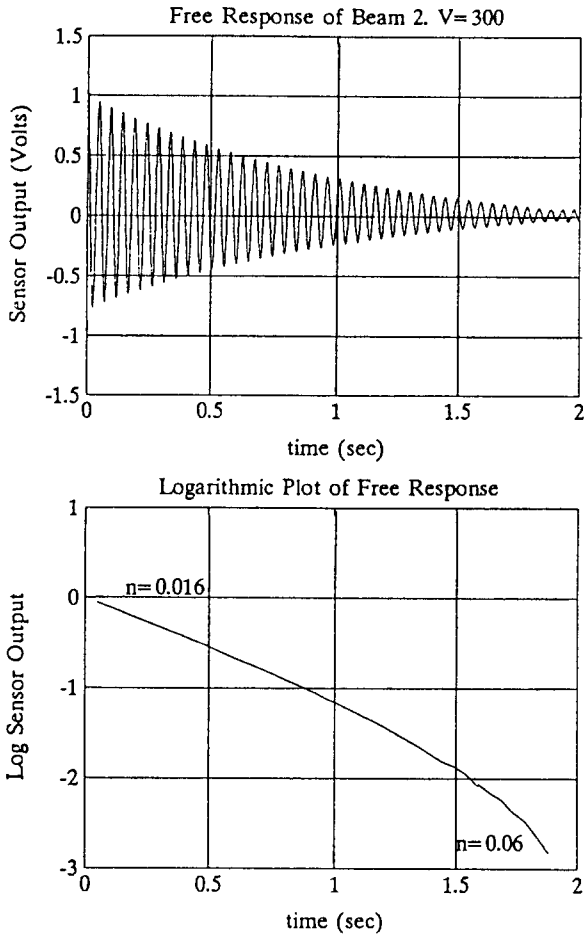 Free Response of Beam 2. V=300
1.5
1
0.5
0
-0.5
-1
-1.5
Sensor Output (Volts)
0
0.5
1
1.5
2
time (sec)
Logarithmic Plot of Free Response
1
0
-1
-2
-3
Log Sensor Output
n=0.016
n=0.06
0
0.5
1
1.5
2
time (sec)